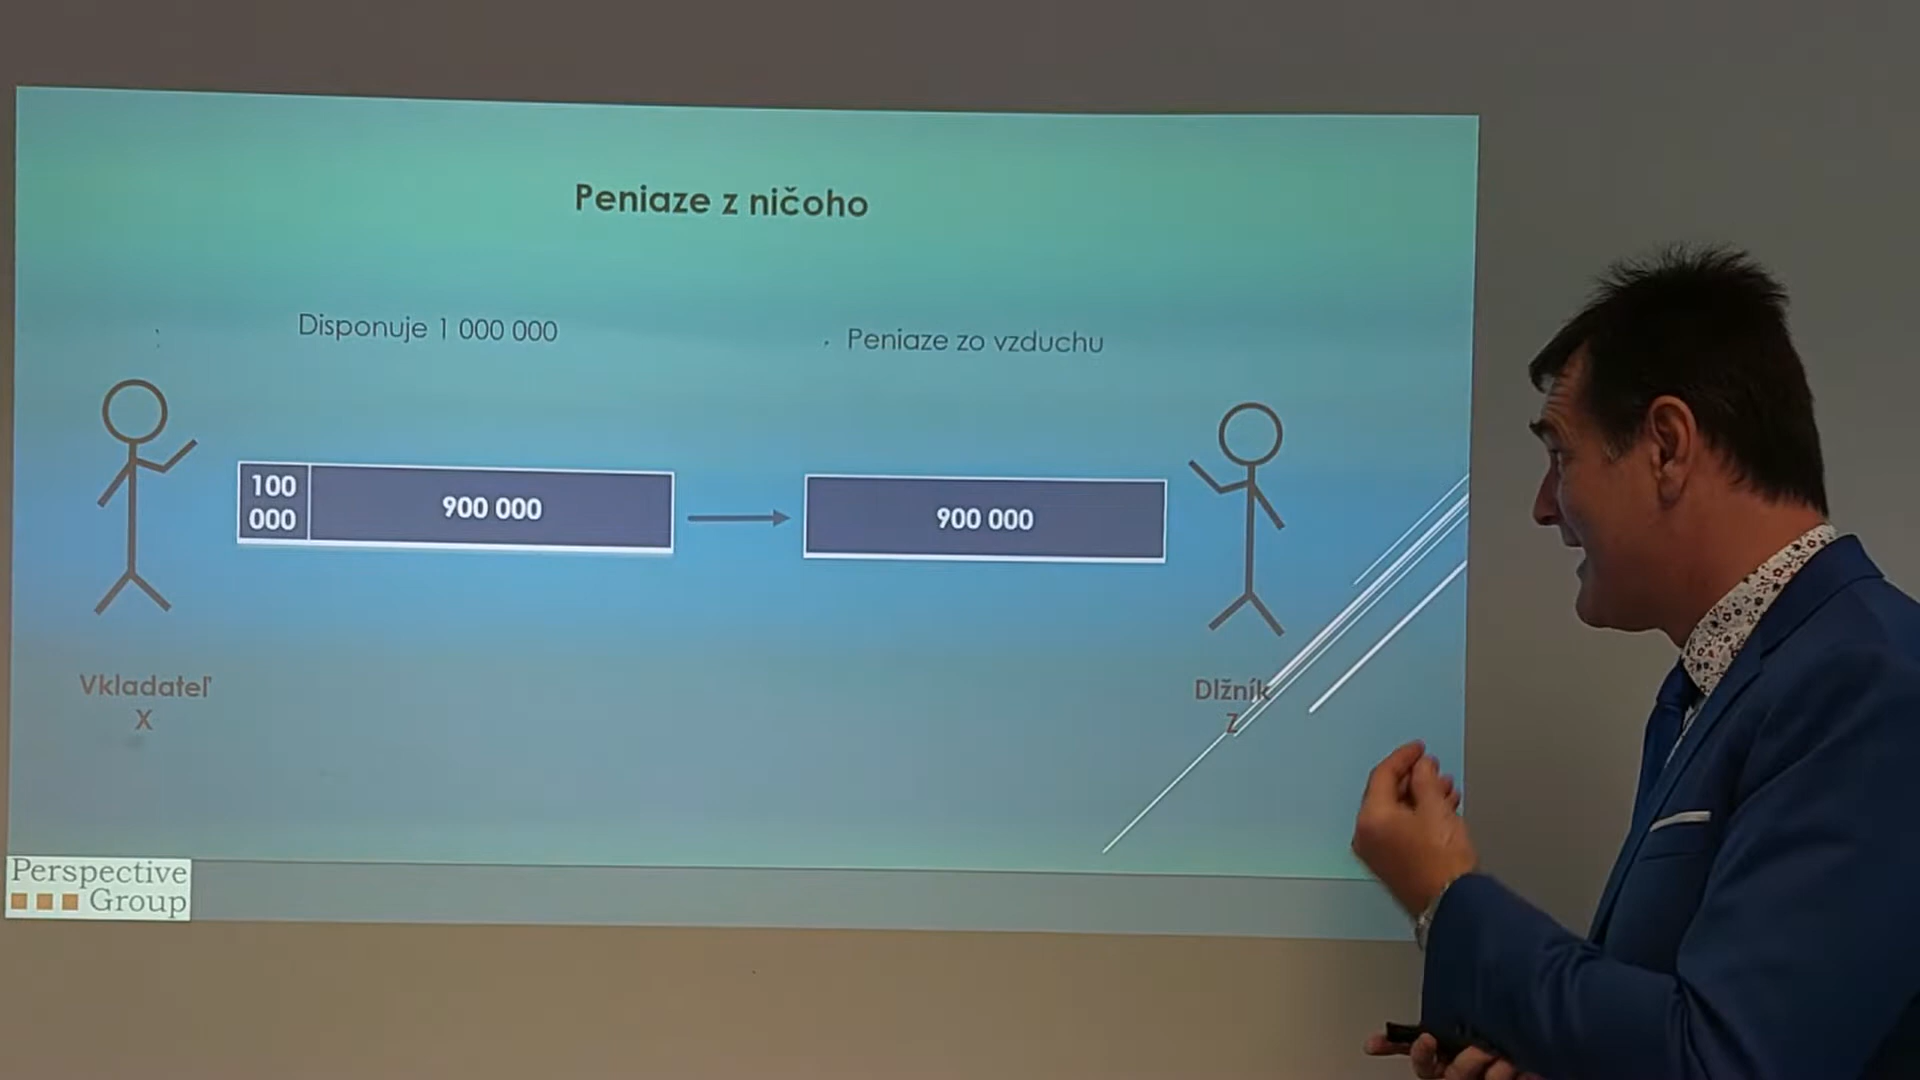 Peniaze z ničoho
Disponuje 1 000 000
Peniaze zo vzduchu
100
000
900 000
900 000
Vkladateľ
X
Dlžník
Z
Perspective
Group